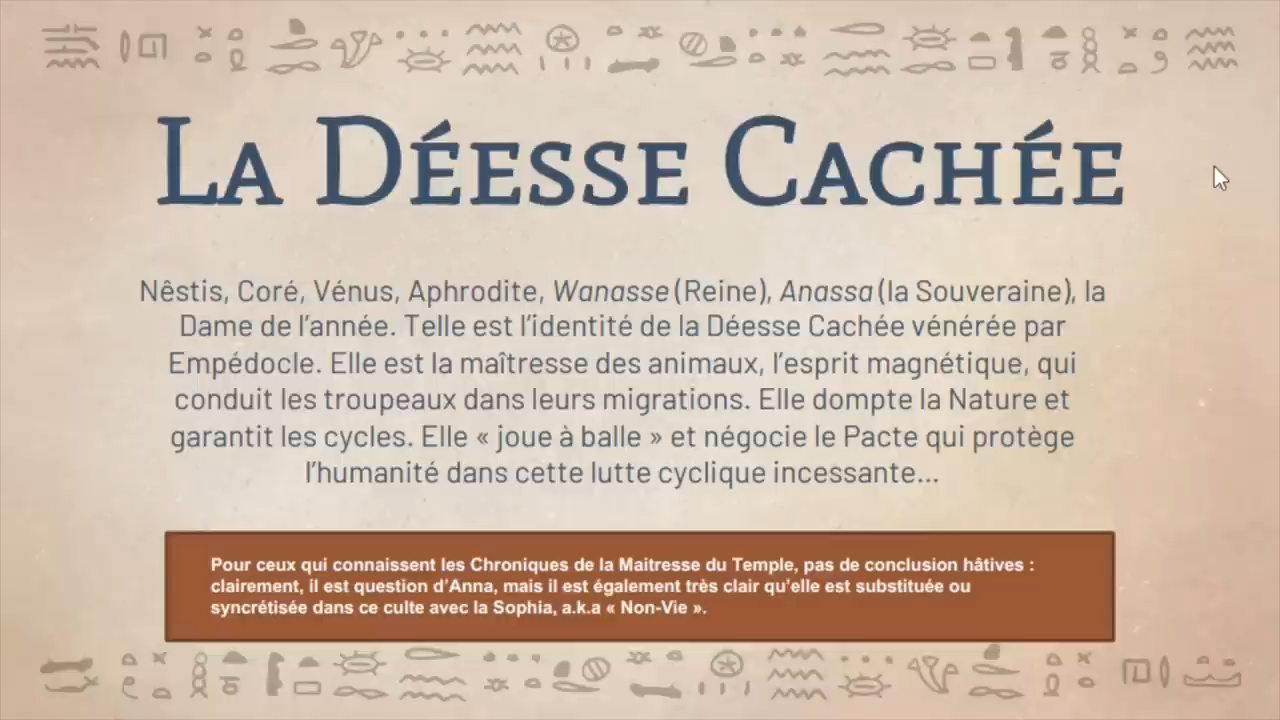 La Déesse Cachée
Nêstis, Coré, Vénus, Aphrodite, Wanasse (Reine), Anassa (la Souveraine), la
Dame de l’année. Telle est l’identité de la Déesse Cachée vénérée par
Empédocle. Elle est la maîtresse des animaux, l’esprit magnétique, qui
conduit les troupeaux dans leurs migrations. Elle dompte la Nature et
garantit les cycles. Elle « joue à balle » et négocie le Pacte qui protège
l’humanité dans cette lutte cyclique incessante…
Pour ceux qui connaissent les Chroniques de la Maitresse du Temple, pas de conclusion hâtives :
clairement, il est question d’Anna, mais il est également très clair qu’elle est substituée ou
syncrétisée dans ce culte avec la Sophia, a.k.a « Non-Vie ».